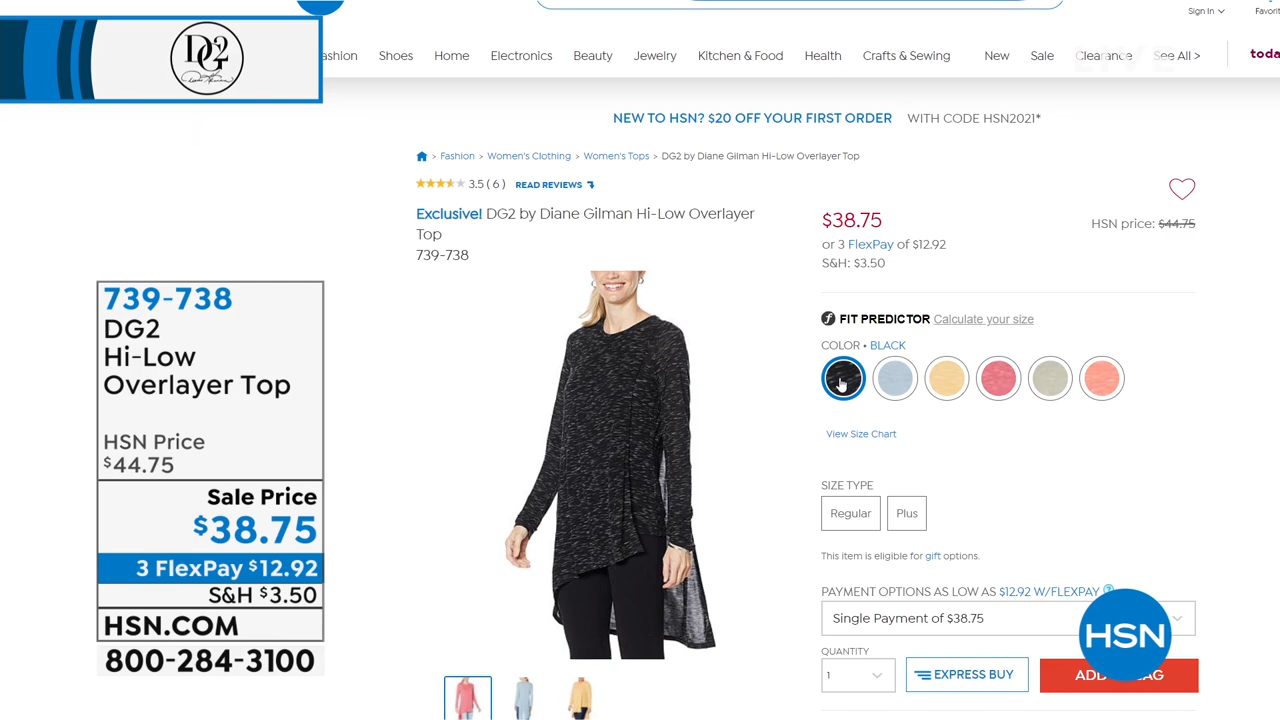 Sign In
Favorit
DG2
ashion Shoes Home Electronics Beauty Jewelry Kitchen & Food Health Crafts & Sewing New Sale Clearance See All > toda
NEW TO HSN? $20 OFF YOUR FIRST ORDER WITH CODE HSN2021*
> Fashion > Women's Clothing > Women's Tops > DG2 by Diane Gilman Hi-Low Overlayer Top
3.5 ( 6 ) READ REVIEWS
Exclusive! DG2 by Diane Gilman Hi-Low Overlayer
Top
739-738
$38.75
HSN price: $44.75
or 3 FlexPay of $12.92
S&H: $3.50
FIT PREDICTOR Calculate your size
COLOR • BLACK
View Size Chart
SIZE TYPE
Regular Plus
This item is eligible for gift options.
PAYMENT OPTIONS AS LOW AS $12.92 W/FLEXPAY ?
Single Payment of $38.75
QUANTITY
1
EXPRESS BUY
ADD AG
HSN
739-738
DG2
Hi-Low
Overlayer Top
HSN Price
$44.75
Sale Price
$38.75
3 FlexPay $12.92
S&H $3.50
HSN.COM
800-284-3100